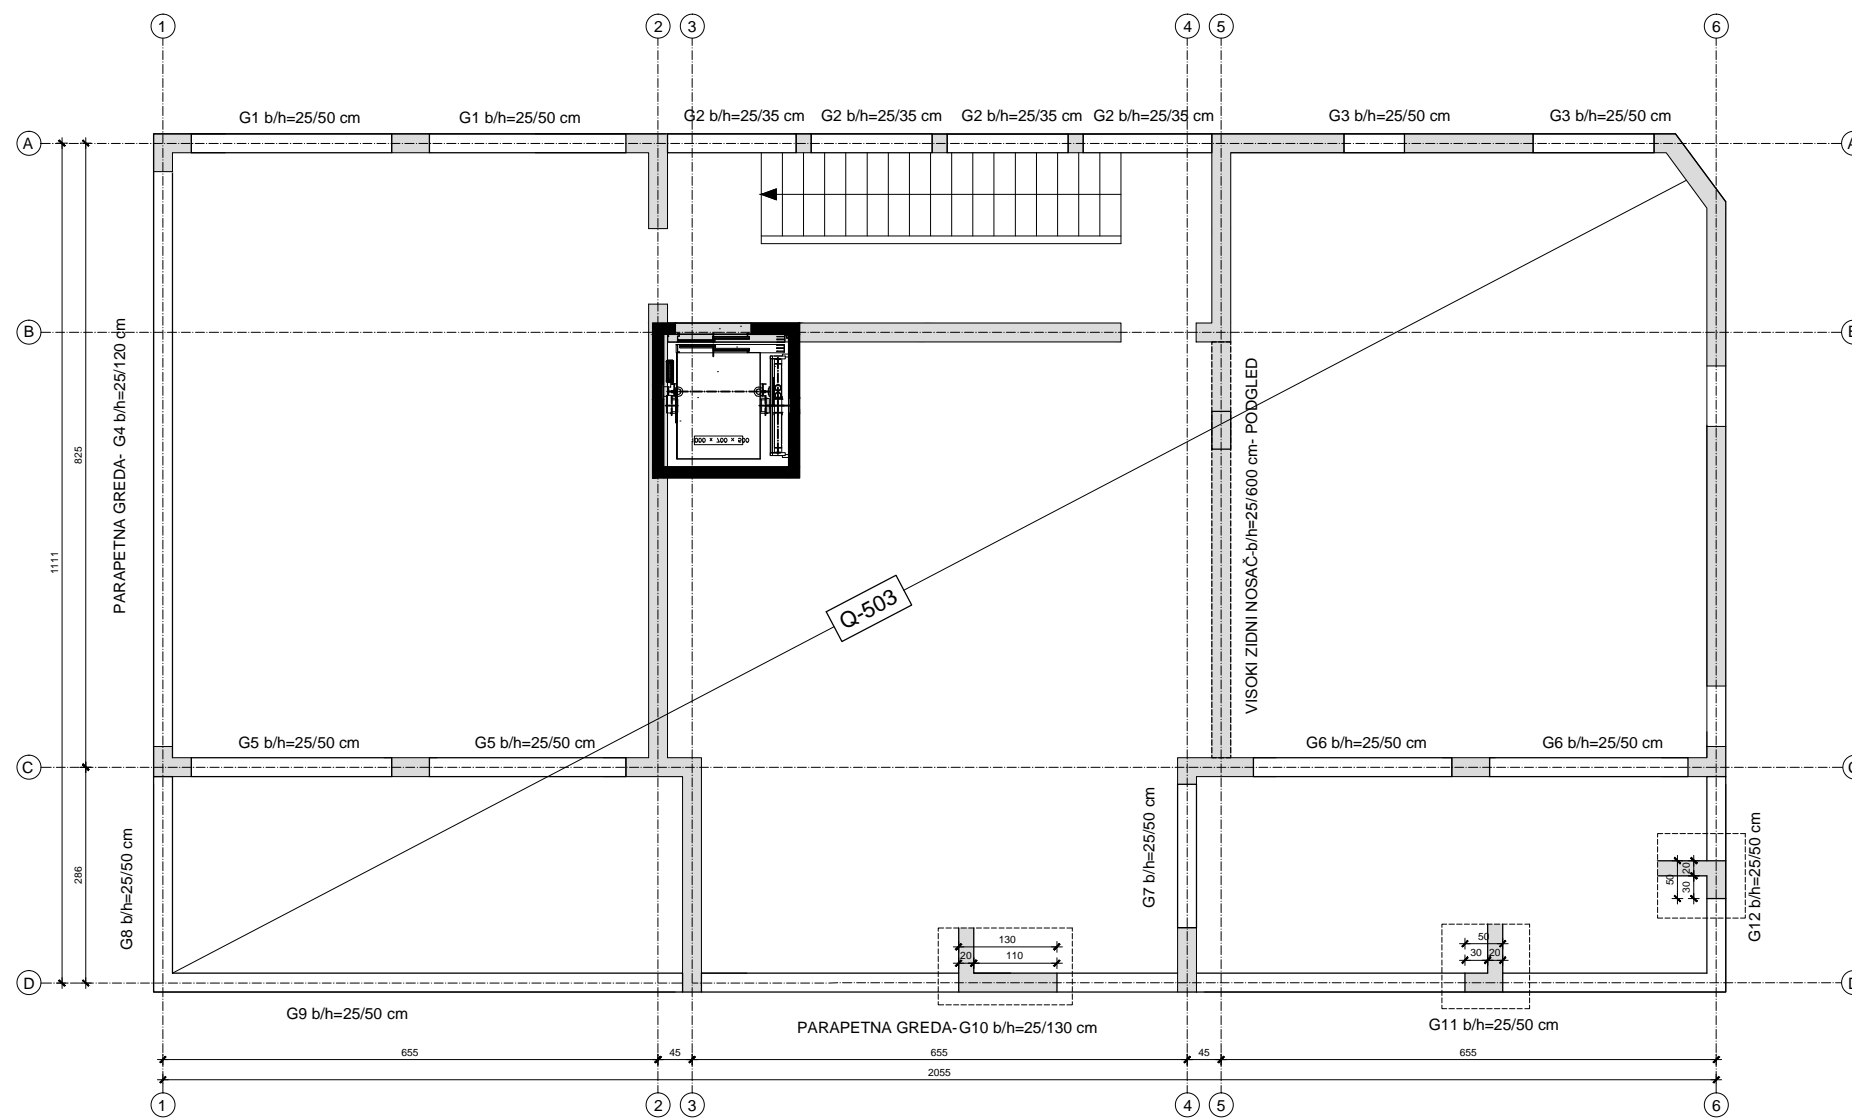 1 2 3 4 5 6
G1 b/h=25/50 cm
G1 b/h=25/50 cm
G2 b/h=25/35 cm
G2 b/h=25/35 cm
G2 b/h=25/35 cm
G2 b/h=25/35 cm
G3 b/h=25/50 cm
G3 b/h=25/50 cm
A
A
B
B
PARAPETNA GREDA- G4 b/h=25/120 cm
825
1111
VISOKI ZIDNI NOSAČ-b/h=25/600 cm- PODGLED
Q-503
G5 b/h=25/50 cm
G5 b/h=25/50 cm
G6 b/h=25/50 cm
G6 b/h=25/50 cm
C
C
G8 b/h=25/50 cm
286
G7 b/h=25/50 cm
G12 b/h=25/50 cm
50
20
30
130
20
110
50
30
20
D
D
G9 b/h=25/50 cm
PARAPETNA GREDA-G10 b/h=25/130 cm
G11 b/h=25/50 cm
655 45 655 45 655
2055
1 2 3 4 5 6